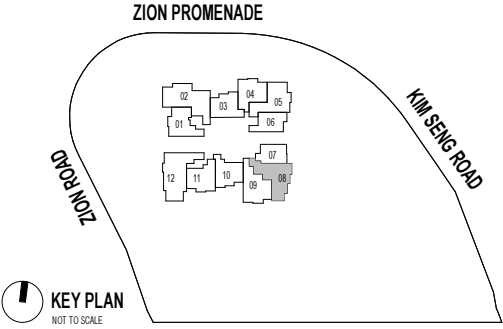 ZION PROMENADE
KIM SENG ROAD
ZION ROAD
02
04
03
05
01
06
07
12
11
10
09
08
KEY PLAN
NOT TO SCALE